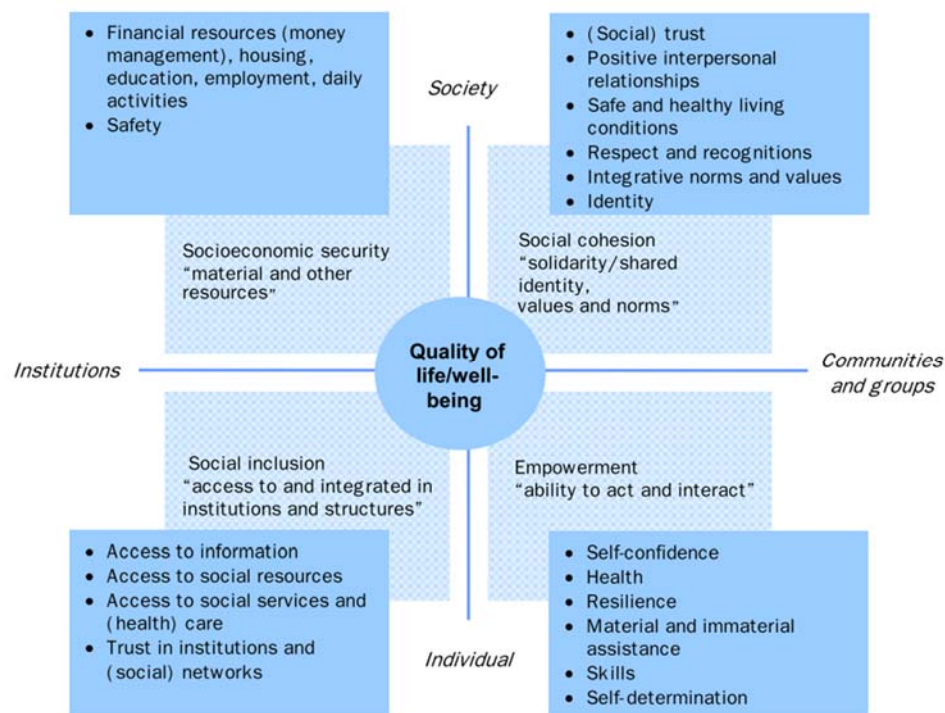 • Financial resources (money
management), housing,
education, employment, daily
activities
• Safety
Society
• (Social) trust
• Positive interpersonal
relationships
• Safe and healthy living
conditions
• Respect and recognitions
• Integrative norms and values
• Identity
Socioeconomic security
“material and other
resources”
Social cohesion
“solidarity/shared
identity,
values and norms”
Institutions
Quality of
life/well-
being
Communities
and groups
Social inclusion
“access to and integrated in
institutions and structures”
Empowerment
“ability to act and interact”
• Access to information
• Access to social resources
• Access to social services and
(health) care
• Trust in institutions and
(social) networks
Individual
• Self-confidence
• Health
• Resilience
• Material and immaterial
assistance
• Skills
• Self-determination